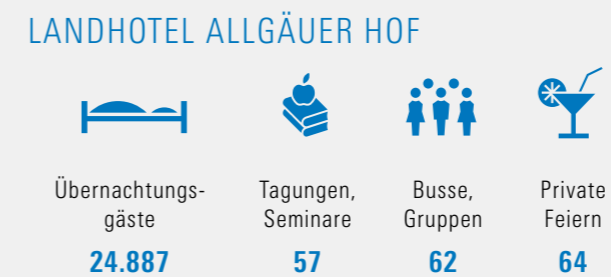 LANDHOTEL ALLGÄUER HOF
Übernachtungs-
gäste
24.887
Tagungen,
Seminare
57
Busse,
Gruppen
62
Private
Feiern
64